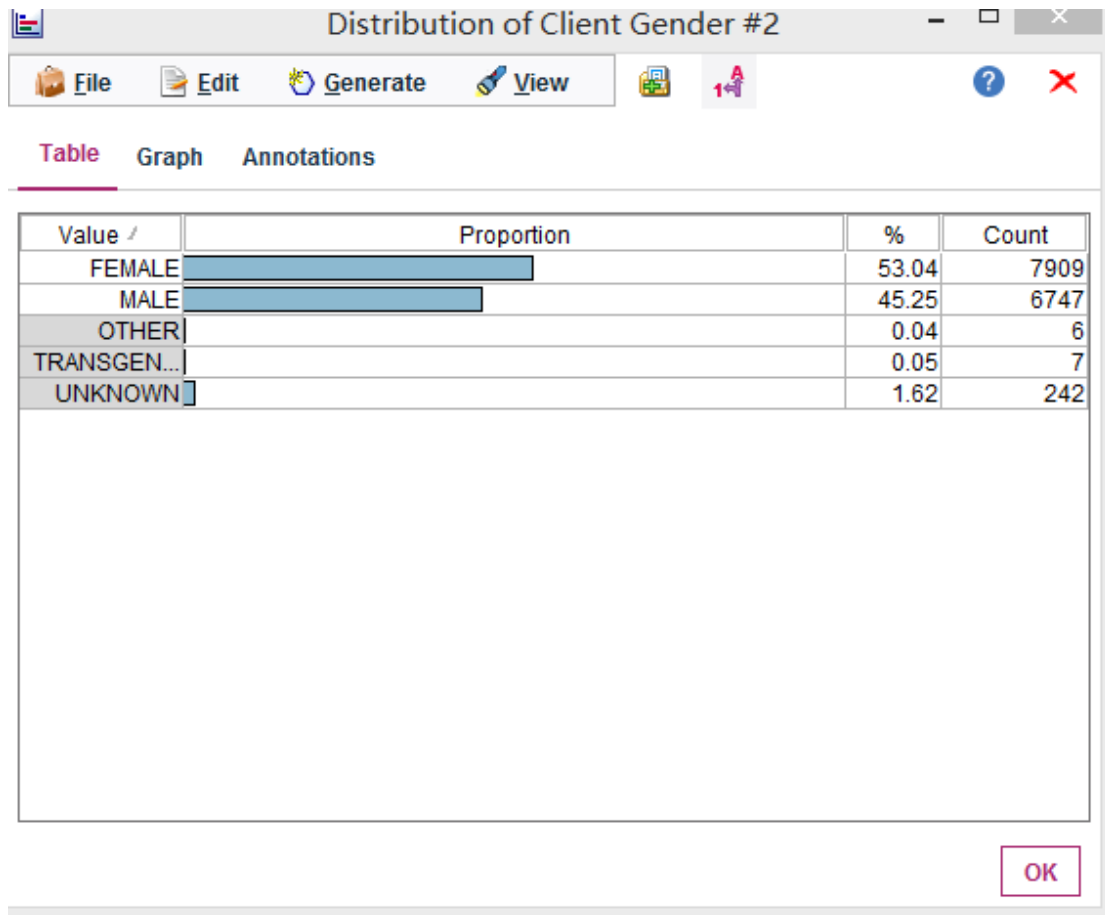 Distribution of Client Gender #2
File Edit Generate View
Table Graph Annotations
Value Proportion % Count
FEMALE 53.04 7909
MALE 45.25 6747
OTHER 0.04 6
TRANSGEN... 0.05 7
UNKNOWN 1.62 242
OK